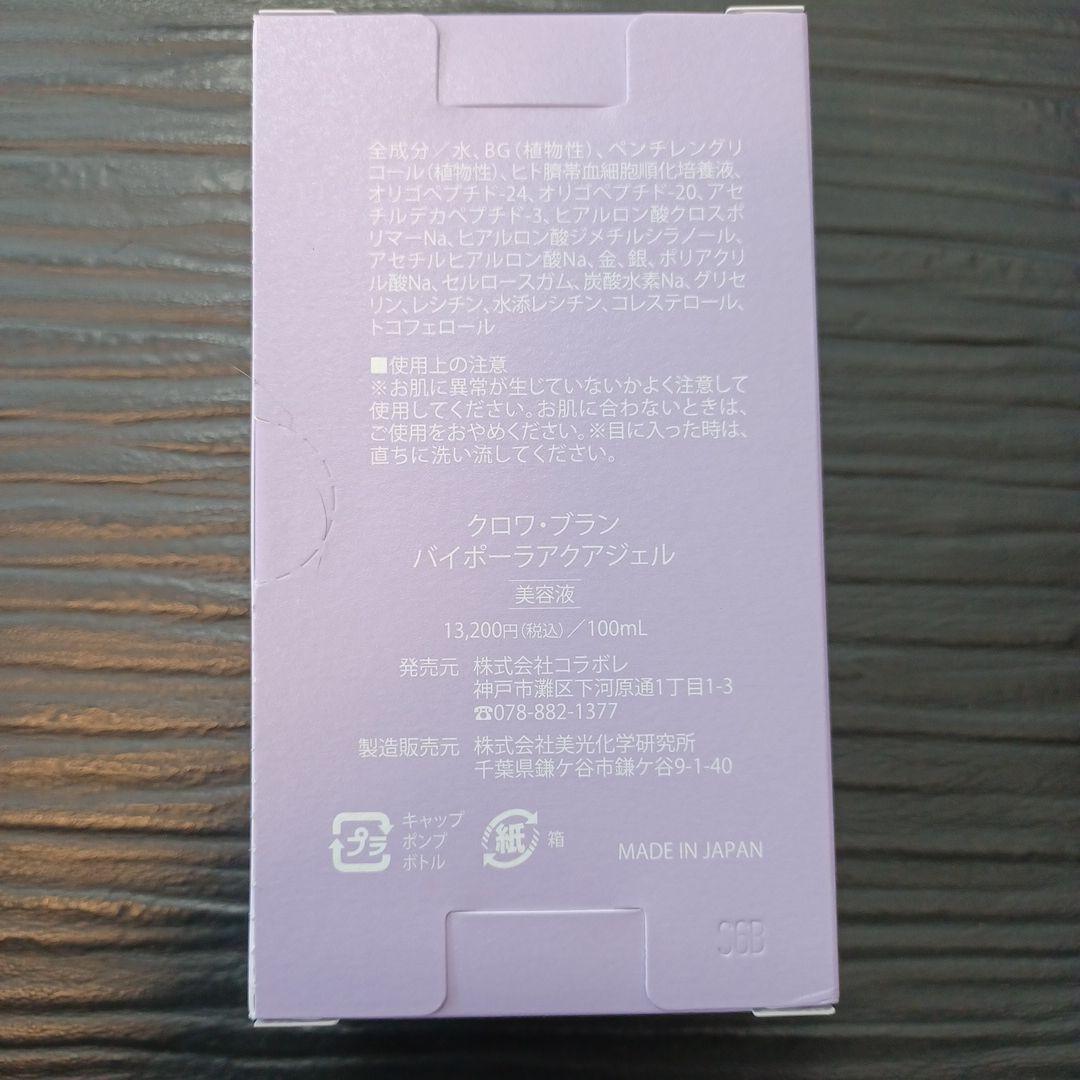 全成分／水、BG（植物性）、ペンチレングリ
コール（植物性）、ヒト臍帯血細胞順化培養液、
オリゴペプチド-24、オリゴペプチド-20、アセ
チルデカペプチド-3、ヒアルロン酸クロスポ
リマーNa、ヒアルロン酸ジメチルシラノール、
アセチルヒアルロン酸Na、金、銀、ポリアクリ
ル酸Na、セルロースガム、炭酸水素Na、グリセ
リン、レシチン、水添レシチン、コレステロール、
トコフェロール
■使用上の注意
※お肌に異常が生じていないかよく注意して
使用してください。お肌に合わないときは、
ご使用をおやめください。※目に入った時は、
直ちに洗い流してください。
クロワ・ブラン
バイポーラアクアジェル
美容液
13,200円（税込）／100mL
発売元 株式会社コラボレ
神戸市灘区下河原通1丁目1-3
☎078-882-1377
製造販売元 株式会社美光化学研究所
千葉県鎌ケ谷市鎌ケ谷9-1-40
プラ キャップ
ポンプ
ボトル
紙 箱
MADE IN JAPAN